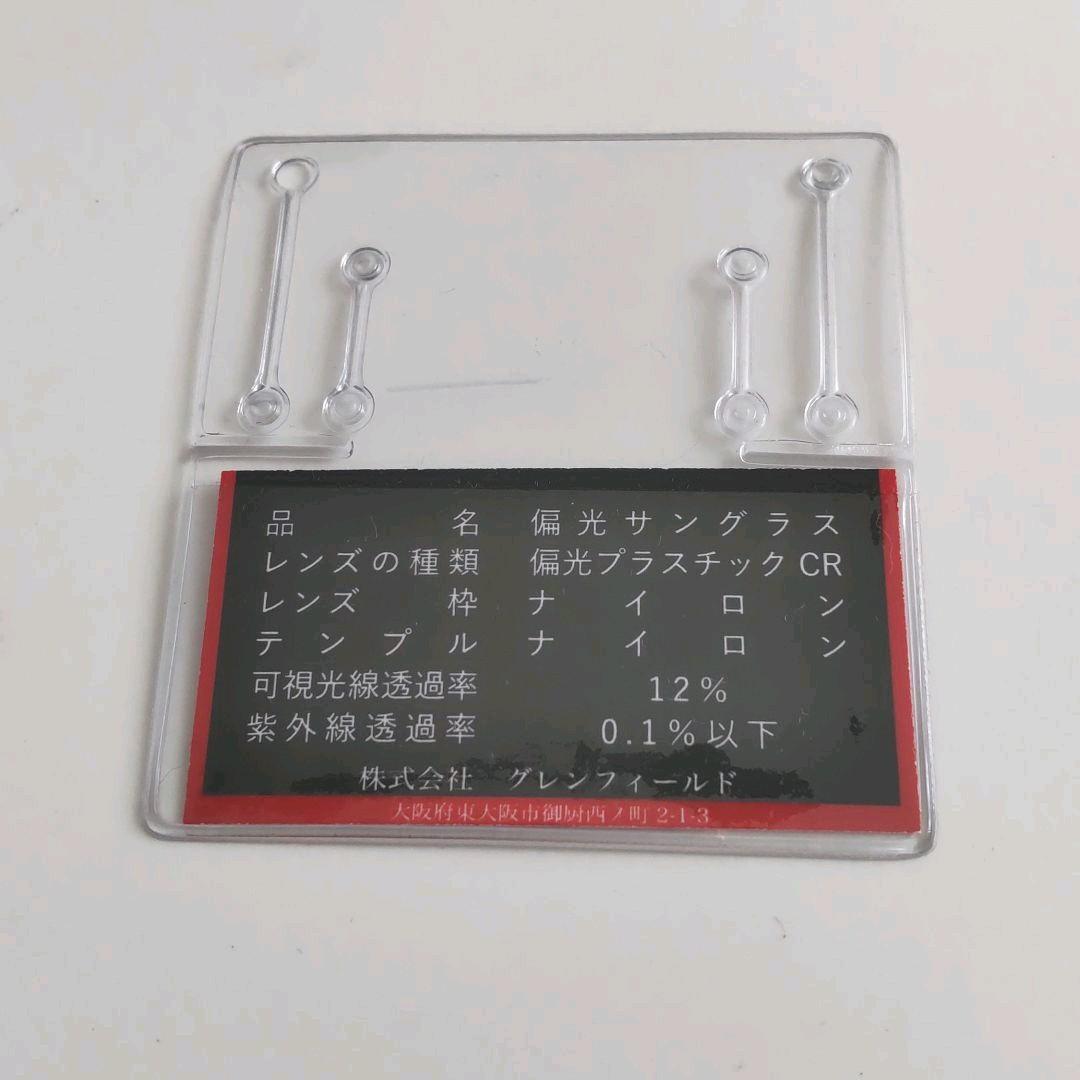 品名 偏光サングラス
レンズの種類 偏光プラスチックCR
レンズ枠 ナイロン
テンプル ナイロン
可視光線透過率 12%
紫外線透過率 0.1%以下
株式会社 グレンフィールド
大阪府東大阪市御厨西ノ町 2-1-3